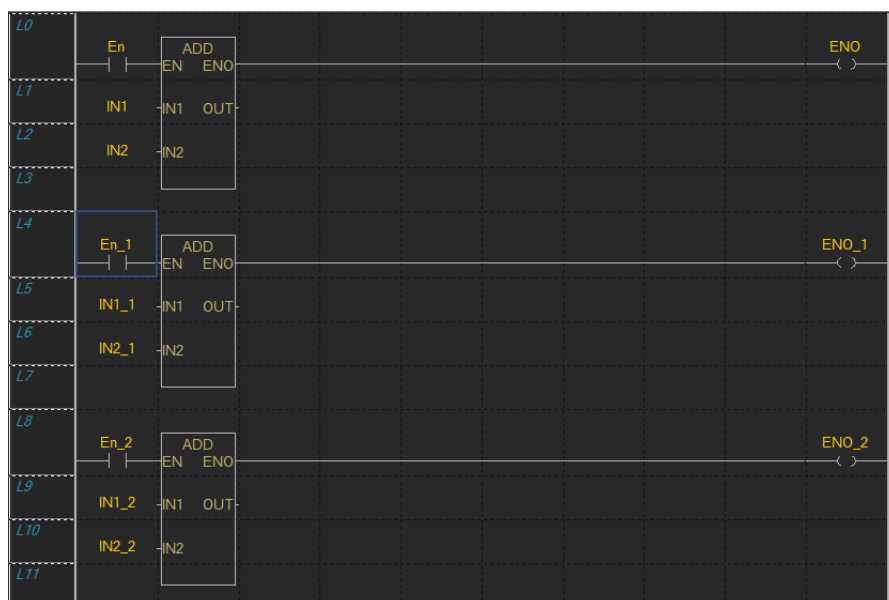 L0
En ADD ENO
EN ENO
L1
IN1 IN1 OUT
L2
IN2 IN2
L3
L4
En_1 ADD ENO_1
EN ENO
L5
IN1_1 IN1 OUT
L6
IN2_1 IN2
L7
L8
En_2 ADD ENO_2
EN ENO
L9
IN1_2 IN1 OUT
L10
IN2_2 IN2
L11